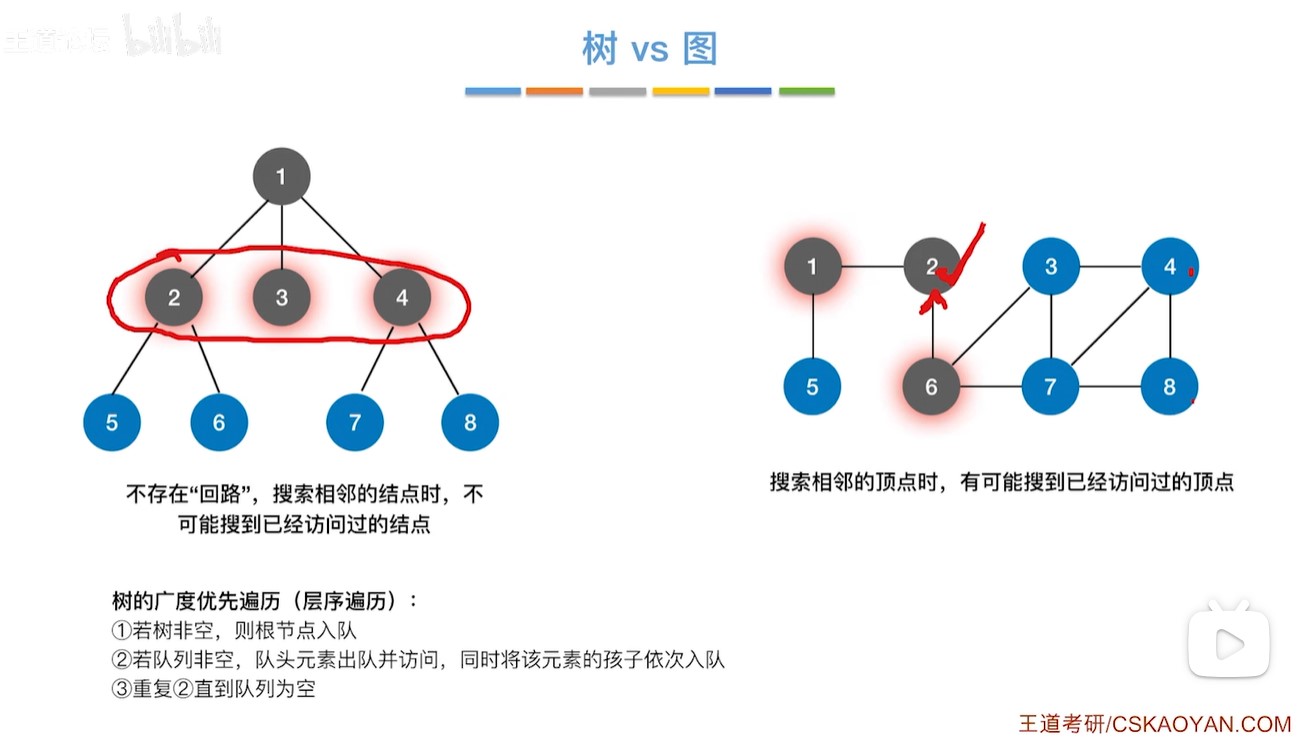 bilibili
树 vs 图
1
2
3
4
5
6
7
8
1
2
3
4
5
6
7
8
不存在“回路”，搜索相邻的结点时，不
可能搜到已经访问过的结点
搜索相邻的顶点时，有可能搜到已经访问过的顶点
树的广度优先遍历（层序遍历）：
①若树非空，则根节点入队
②若队列非空，队头元素出队并访问，同时将该元素的孩子依次入队
③重复②直到队列为空
王道考研/CSKAOYAN.COM